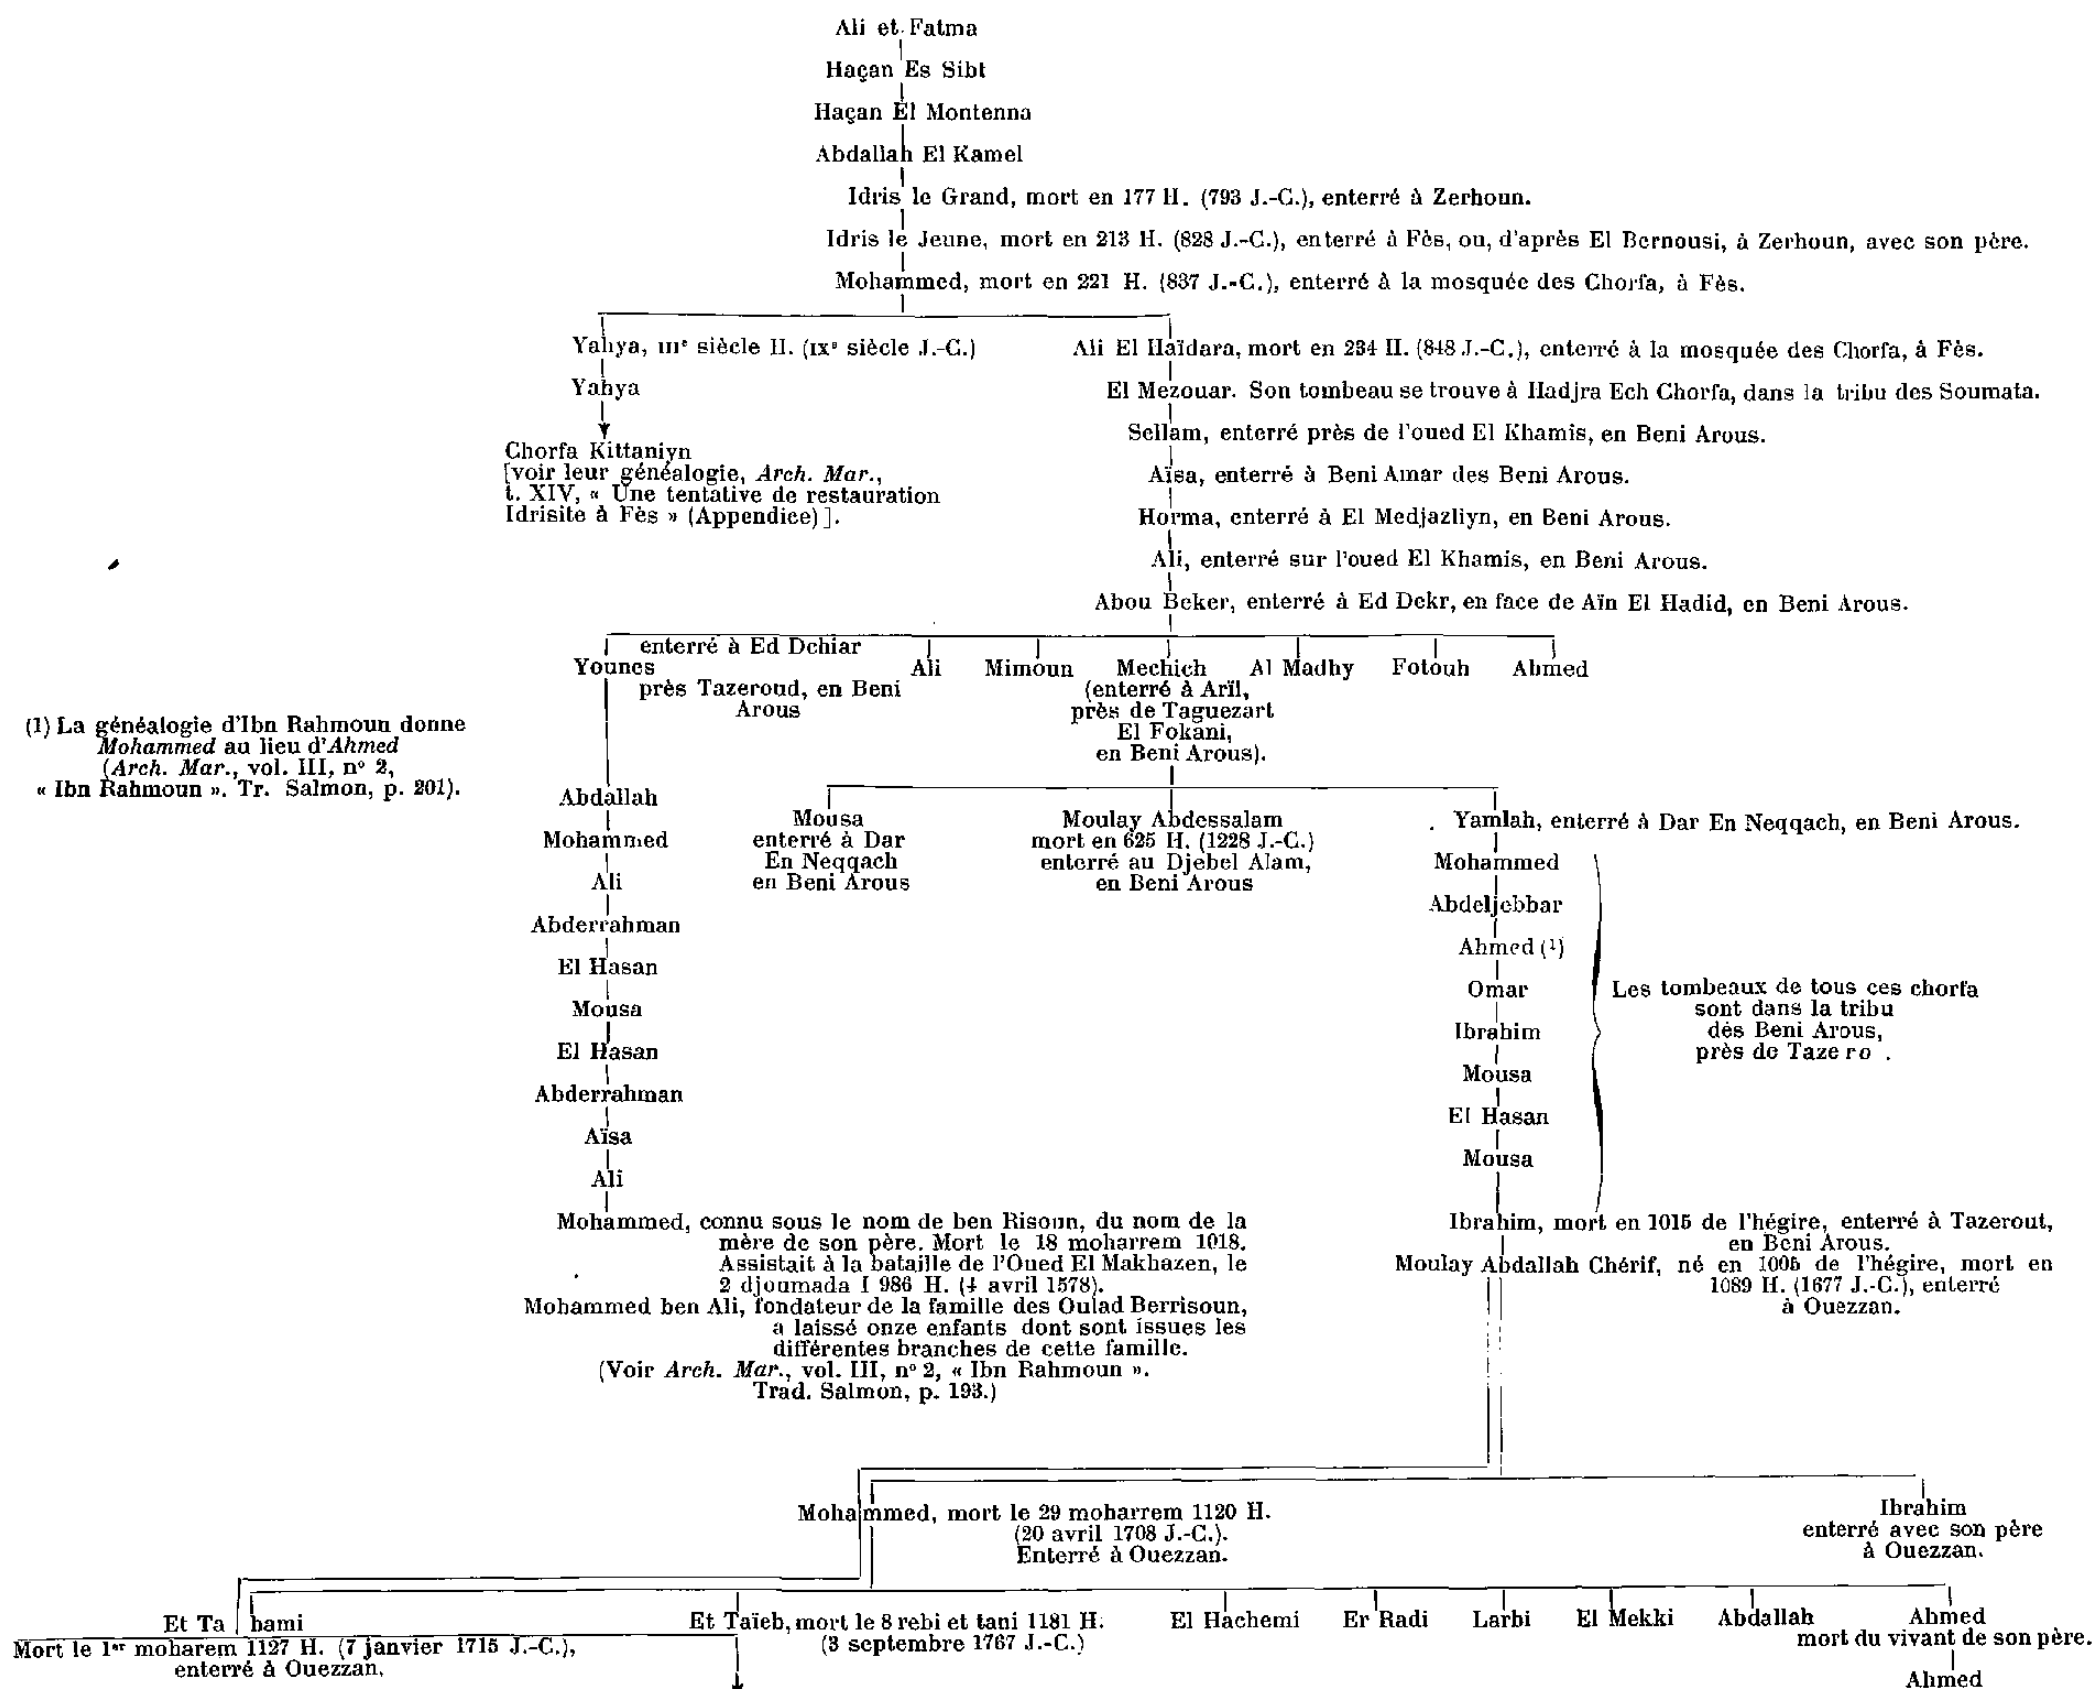 Ali et Fatma
Haçan Es Sibt
Haçan El Montenna
Abdallah El Kamel
Idris le Grand, mort en 177 H. (793 J.-C.), enterré à Zerhoun.
Idris le Jeune, mort en 213 H. (828 J.-C.), enterré à Fès, ou, d'après El Bernousi, à Zerhoun, avec son père.
Mohammed, mort en 221 H. (837 J.-C.), enterré à la mosquée des Chorfa, à Fès.
Yahya, IIIe siècle H. (IXe siècle J.-C.)
Yahya
Chorfa Kittaniyn
[voir leur généalogie, Arch. Mar.,
t. XIV, « Une tentative de restauration
Idrisite à Fès » (Appendice)].
Ali El Haïdara, mort en 234 H. (848 J.-C.), enterré à la mosquée des Chorfa, à Fès.
El Mezouar. Son tombeau se trouve à Hadjra Ech Chorfa, dans la tribu des Soumata.
Sellam, enterré près de l'oued El Khamis, en Beni Arous.
Aïsa, enterré à Beni Amar des Beni Arous.
Horma, enterré à El Medjazliyn, en Beni Arous.
Ali, enterré sur l'oued El Khamis, en Beni Arous.
Abou Beker, enterré à Ed Dekr, en face de Aïn El Hadid, en Beni Arous.
Younes
enterré à Ed Dchiar
près Tazeroud, en Beni
Arous
Ali
Mimoun
Mechich
(enterré à Arïl,
près de Taguezart
El Fokani,
en Beni Arous).
Al Madhy
Fotouh
Ahmed
(1) La généalogie d'Ibn Rahmoun donne
Mohammed au lieu d'Ahmed
(Arch. Mar., vol. III, n° 2,
« Ibn Rahmoun ». Tr. Salmon, p. 201).
Abdallah
Mohammed
Ali
Abderrahman
El Hasan
Mousa
El Hasan
Abderrahman
Aïsa
Ali
Mohammed, connu sous le nom de ben Risoun, du nom de la
mère de son père. Mort le 18 moharrem 1018.
Assistait à la bataille de l'Oued El Makhazen, le
2 djoumada I 986 H. (4 avril 1578).
Mohammed ben Ali, fondateur de la famille des Oulad Berrisoun,
a laissé onze enfants dont sont issues les
différentes branches de cette famille.
(Voir Arch. Mar., vol. III, n° 2, « Ibn Rahmoun ».
Trad. Salmon, p. 193.)
Mousa
enterré à Dar
En Neqqach
en Beni Arous
Moulay Abdessalam
mort en 625 H. (1228 J.-C.)
enterré au Djebel Alam,
en Beni Arous
Yamlah, enterré à Dar En Neqqach, en Beni Arous.
Mohammed
Abdeljebbar
Ahmed (1)
Omar
Ibrahim
Mousa
El Hasan
Mousa
Les tombeaux de tous ces chorfa
sont dans la tribu
des Beni Arous,
près de Tazero .
Ibrahim, mort en 1015 de l'hégire, enterré à Tazerout,
en Beni Arous.
Moulay Abdallah Chérif, né en 1005 de l'hégire, mort en
1089 H. (1677 J.-C.), enterré
à Ouezzan.
Mohammed, mort le 29 moharrem 1120 H.
(20 avril 1708 J.-C.).
Enterré à Ouezzan.
Ibrahim
enterré avec son père
à Ouezzan.
Et Ta hami
Mort le 1er moharem 1127 H. (7 janvier 1715 J.-C.),
enterré à Ouezzan.
Et Taïeb, mort le 8 rebi et tani 1181 H.
(3 septembre 1767 J.-C.)
El Hachemi
Er Radi
Larbi
El Mekki
Abdallah
Ahmed
mort du vivant de son père.
Ahmed